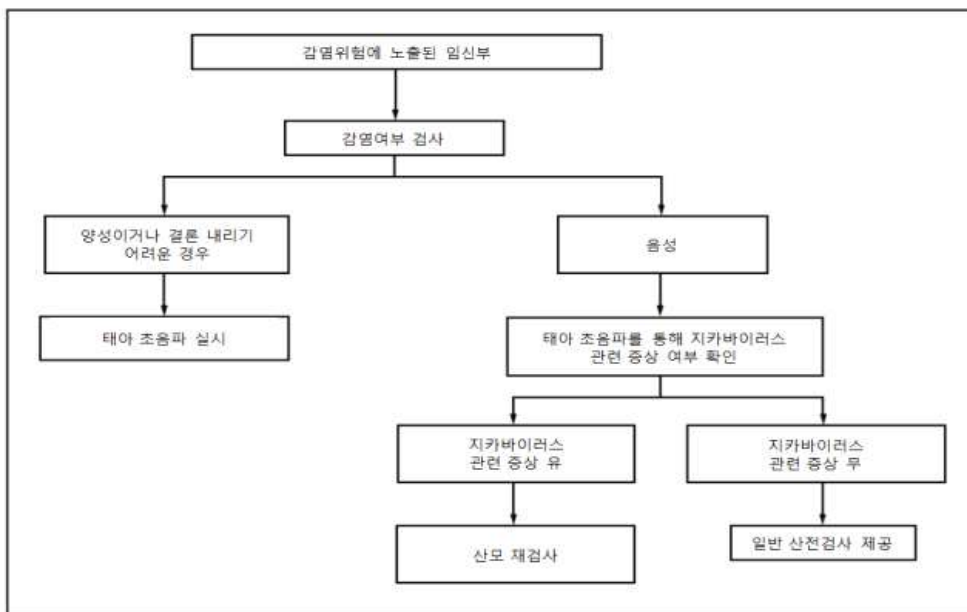 감염위험에 노출된 임신부
감염여부 검사
양성이거나 결론 내리기
어려운 경우
음성
태아 초음파 실시
태아 초음파를 통해 지카바이러스
관련 증상 여부 확인
지카바이러스
관련 증상 유
지카바이러스
관련 증상 무
산모 재검사
일반 산전검사 제공